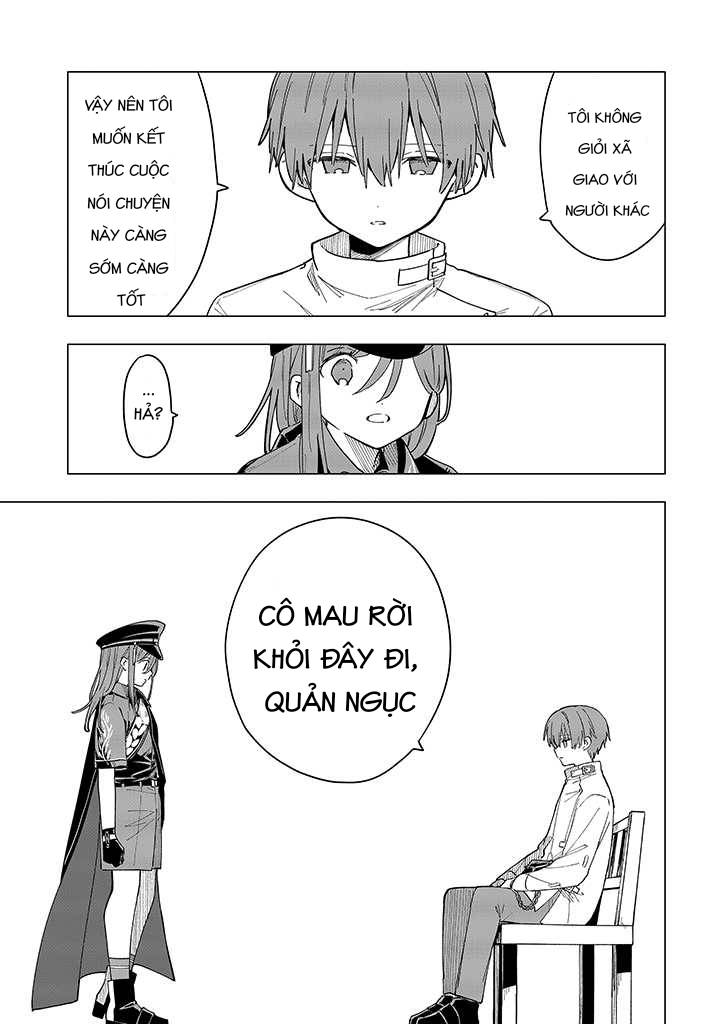 TÔI KHÔNG
GIỎI XÃ
GIAO VỚI
NGƯỜI KHÁC
VẬY NÊN TÔI
MUỐN KẾT
THÚC CUỘC
NÓI CHUYỆN
NÀY CÀNG
SỚM CÀNG
TỐT
...
HẢ?
CÔ MAU RỜI
KHỎI ĐÂY ĐI,
QUẢN NGỤC